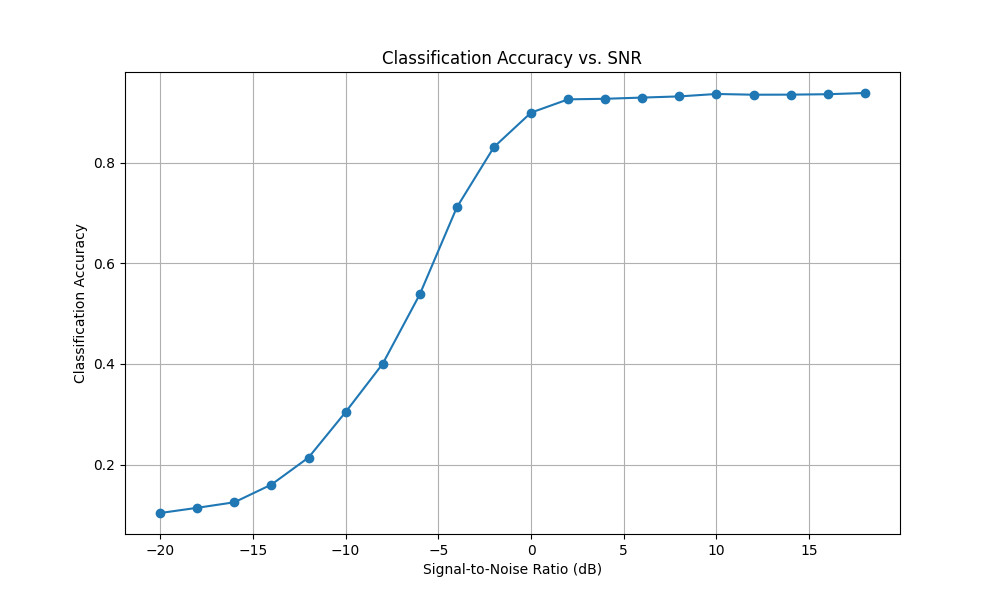 Classification Accuracy vs. SNR
Classification Accuracy
0.8
0.6
0.4
0.2
−20 −15 −10 −5 0 5 10 15
Signal-to-Noise Ratio (dB)